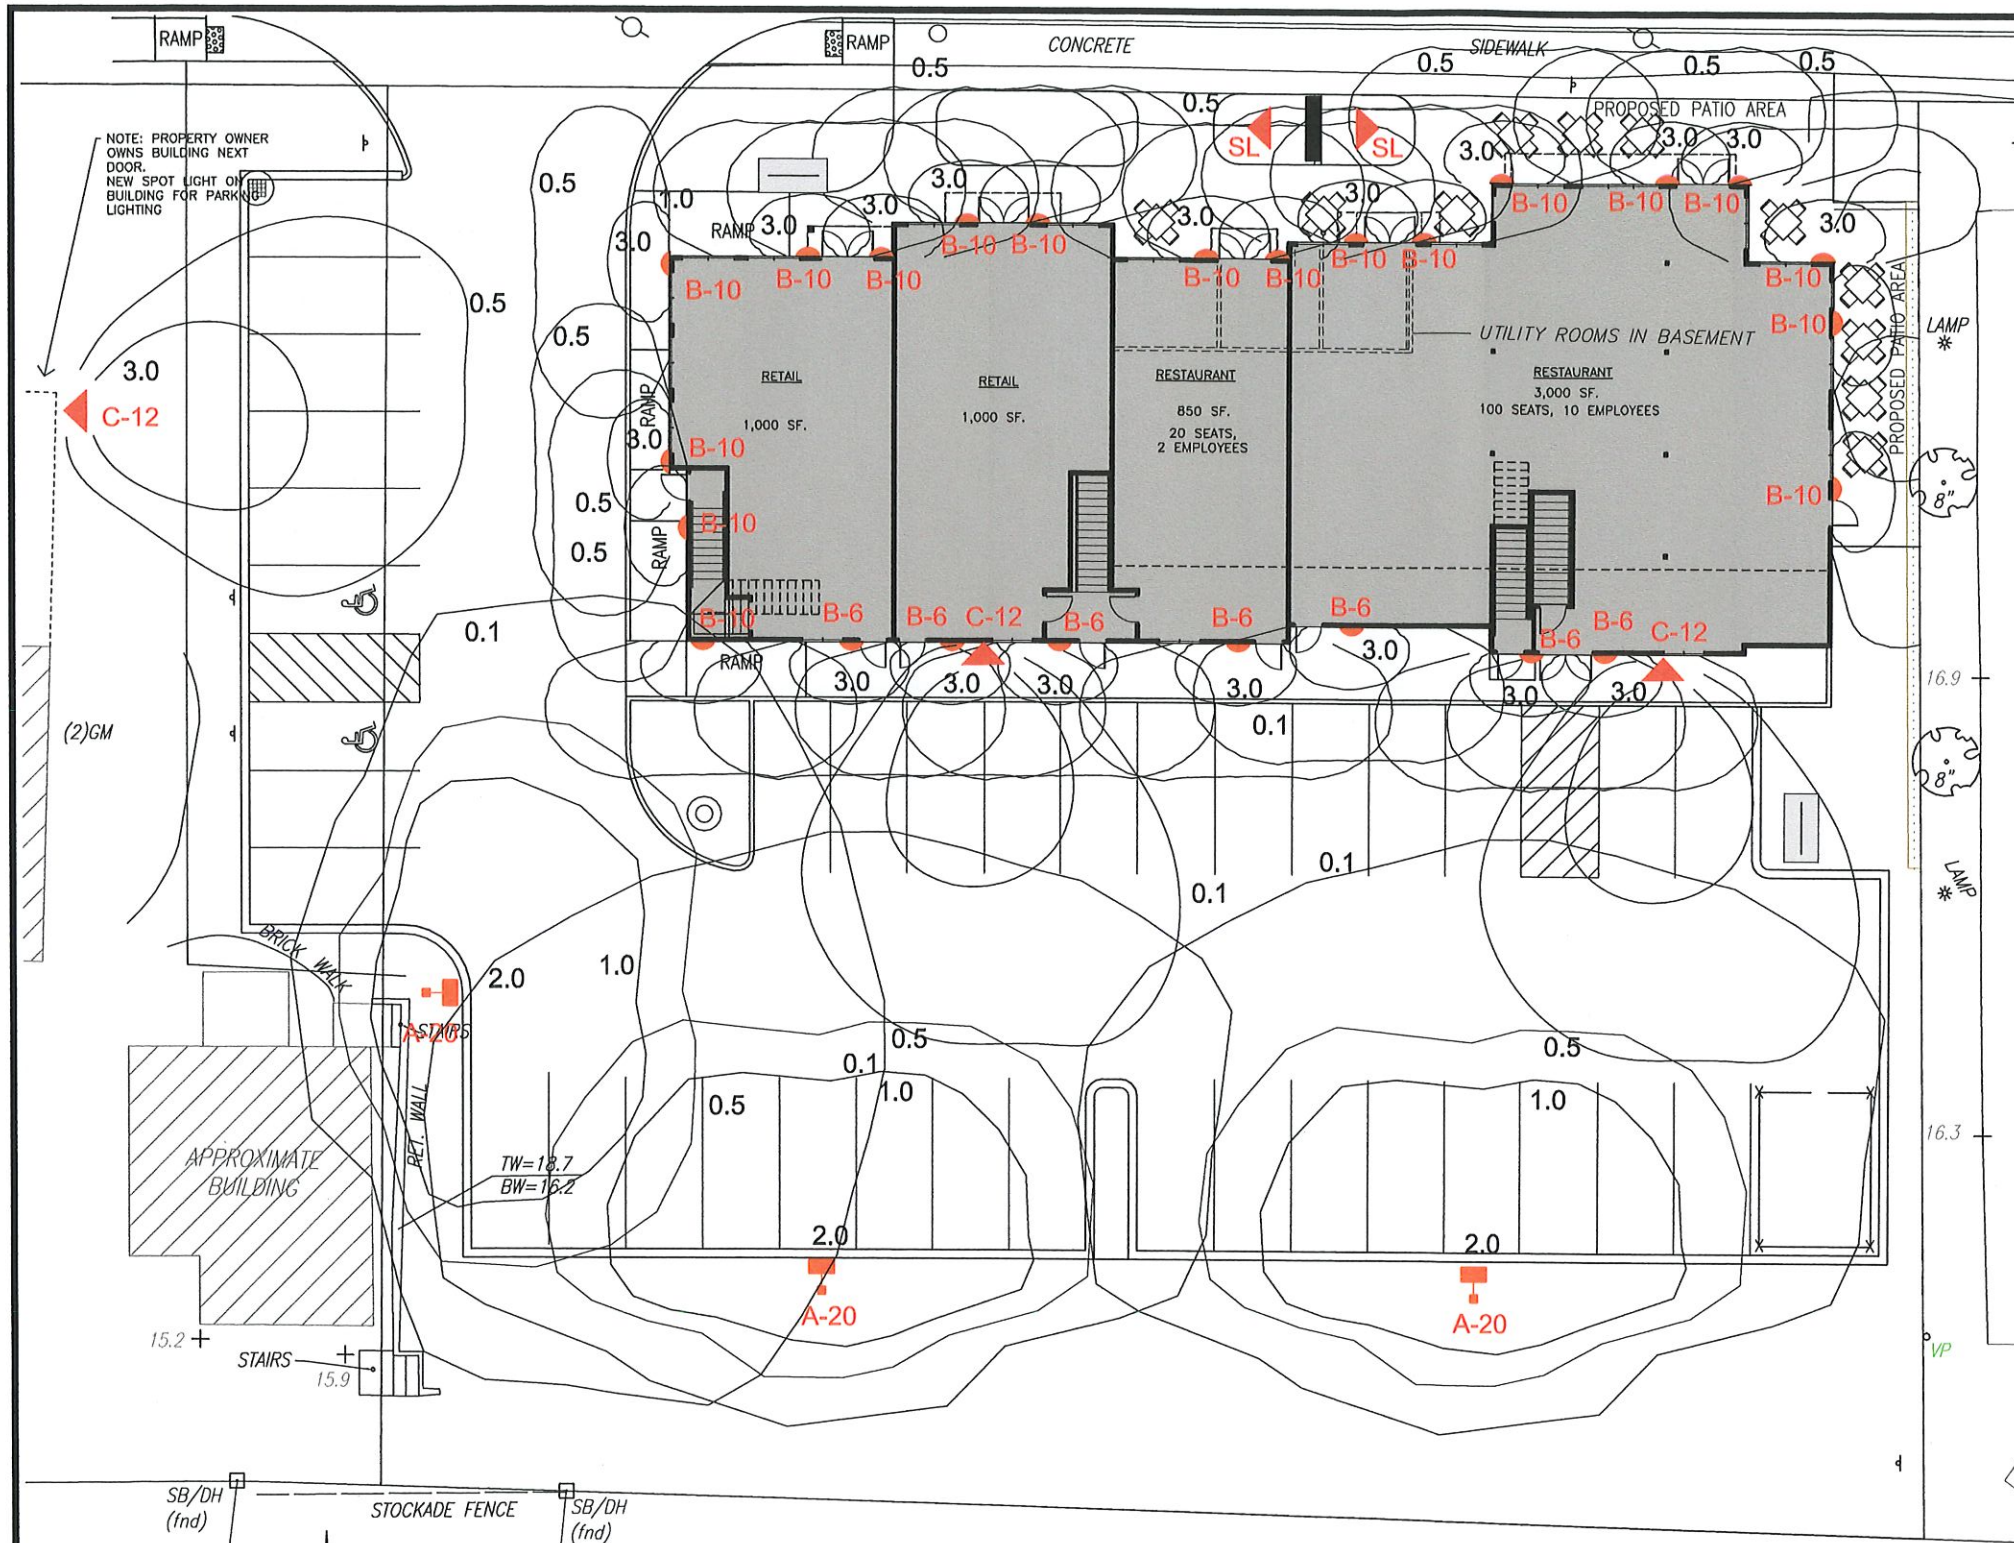 RAMP
RAMP
CONCRETE
SIDEWALK
0.5
0.5
0.5
0.5
0.5
PROPOSED PATIO AREA
NOTE: PROPERTY OWNER
OWNS BUILDING NEXT
DOOR.
NEW SPOT LIGHT ON
BUILDING FOR PARKING
LIGHTING
SL
SL
3.0
3.0
3.0
0.5
3.0
3.0
1.0
3.0
3.0
3.0
3.0
RAMP
3.0
B-10
B-10
B-10
B-10
B-10
B-10
B-10
B-10
B-10
B-10
B-10
B-10
B-10
B-10
0.5
0.5
B-10
UTILITY ROOMS IN BASEMENT
PROPOSED PATIO AREA
LAMP
3.0
C-12
RETAIL
1,000 SF.
RETAIL
1,000 SF.
RESTAURANT
850 SF.
20 SEATS,
2 EMPLOYEES
RESTAURANT
3,000 SF.
100 SEATS, 10 EMPLOYEES
RAMP
3.0
B-10
0.5
B-10
B-10
8"
0.5
RAMP
0.1
B-10
B-6
B-6
C-12
B-6
B-6
B-6
B-6
B-6
C-12
RAMP
3.0
3.0
3.0
3.0
3.0
3.0
3.0
16.9
(2)GM
0.1
8"
0.1
0.1
LAMP
BRICK WALK
2.0
1.0
A-20
STAIRS
0.5
0.1
0.5
1.0
0.5
1.0
RET. WALL
16.3
APPROXIMATE
BUILDING
TW=18.7
BW=16.2
2.0
2.0
A-20
A-20
15.2
STAIRS
15.9
VP
SB/DH
(fnd)
STOCKADE FENCE
SB/DH
(fnd)